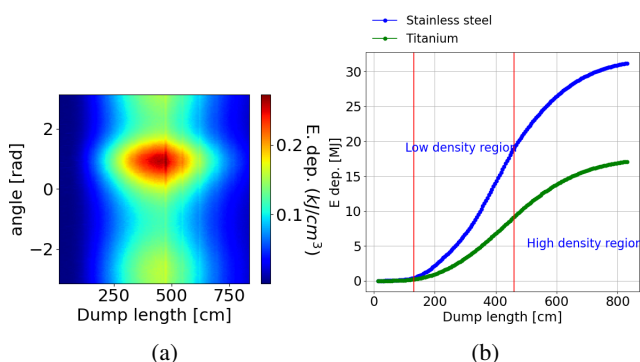 Stainless steel
Titanium
angle [rad]
2
0
−2
250
500
750
Dump length [cm]
0.2
0.1
E. dep. (kJ/cm³)
(a)
E dep. [MJ]
30
25
20
15
10
5
0
Low density region
High density region
0
200
400
600
800
Dump length [cm]
(b)